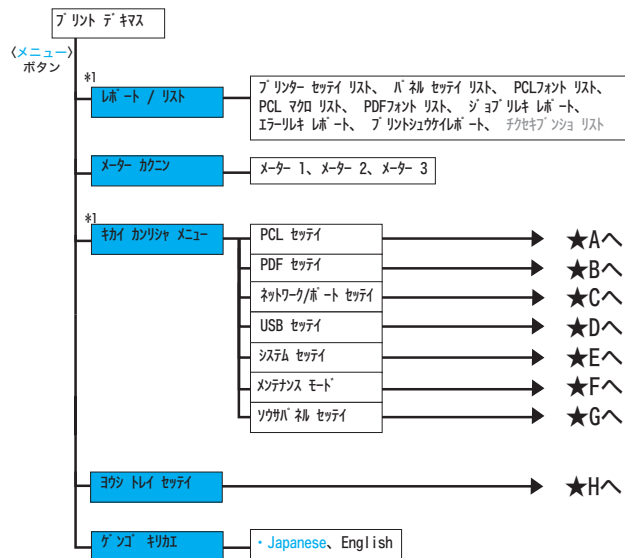 プリント デキマス
〈メニュー〉
ボタン
*1
レポート / リスト
プリンター セッテイ リスト、 パネル セッテイ リスト、 PCLフォント リスト、
PCL マクロ リスト、 PDFフォント リスト、 ジョブリレキ レポート、
エラーリレキ レポート、 プリントシュウケイレポート、 チクセキブンショ リスト
メーター カクニン
メーター 1、メーター 2、メーター 3
*1
キカイ カンリシャ メニュー
PCL セッテイ
★Aへ
PDF セッテイ
★Bへ
ネットワーク/ポート セッテイ
★Cへ
USB セッテイ
★Dへ
システム セッテイ
★Eへ
メンテナンス モード
★Fへ
ソウサパネル セッテイ
★Gへ
ヨウシ トレイ セッテイ
★Hへ
ゲンゴ キリカエ
・Japanese、English